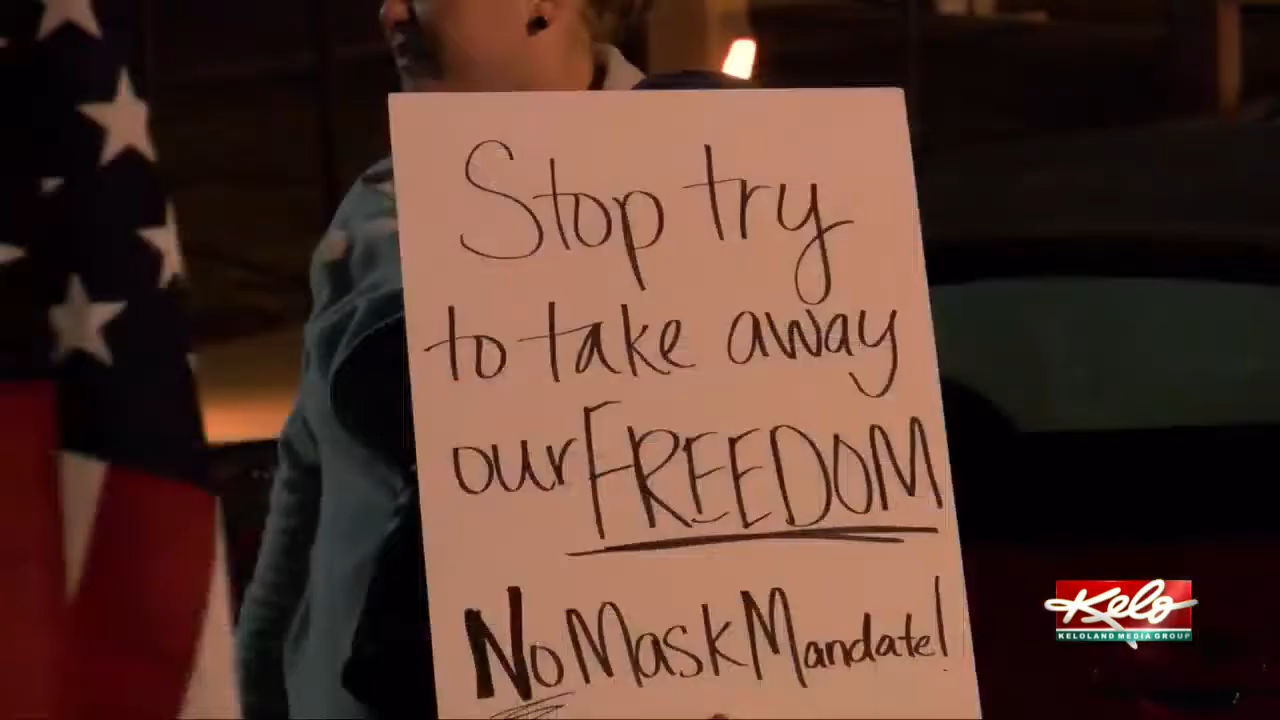 Stop try
to take away
our FREEDOM
No Mask Mandate!
Kelo
KELOLAND MEDIA GROUP